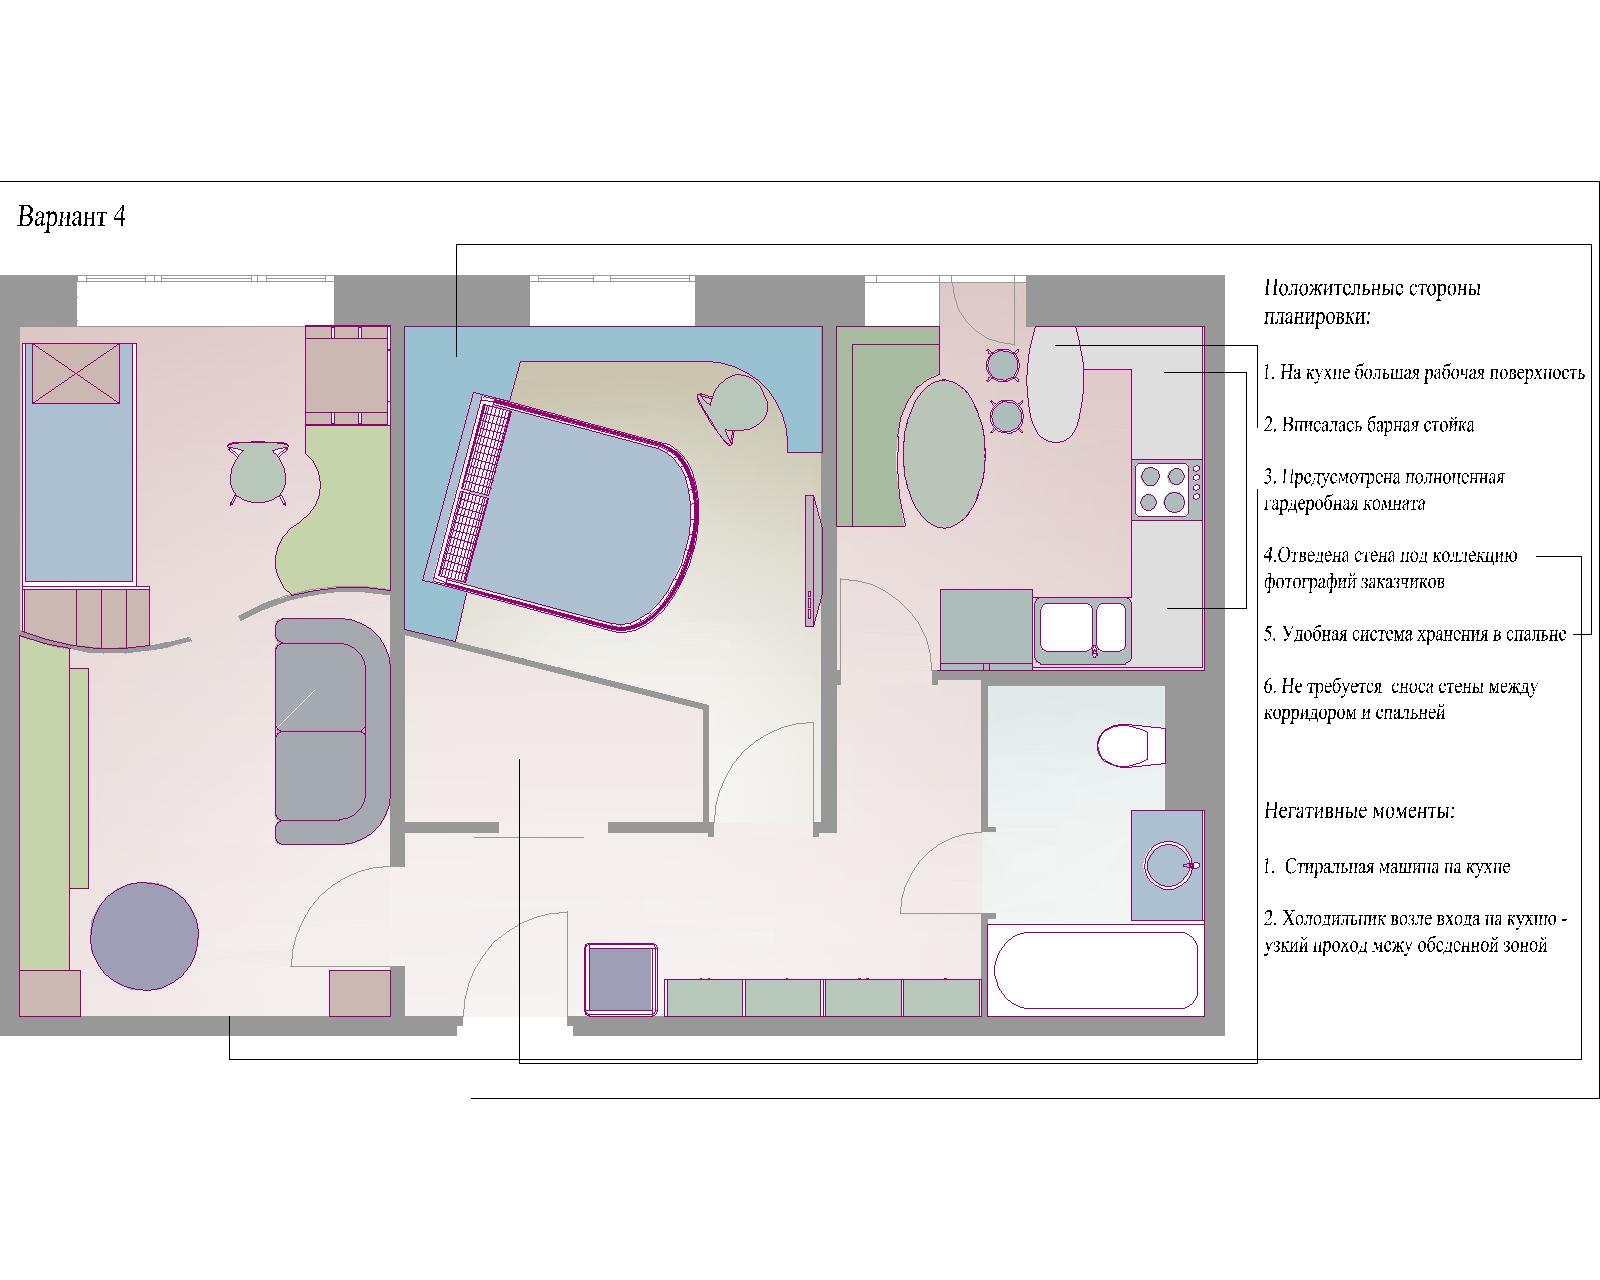 Вариант 4
Положительные стороны
планировки:
1. На кухне большая рабочая поверхность
2. Вписалась барная стойка
3. Предусмотрена полноценная
гардеробная комната
4.Отведена стена под коллекцию
фотографий заказчиков
5. Удобная система хранения в спальне
6. Не требуется сноса стены между
корридором и спальней
Негативные моменты:
1. Стиральная машина на кухне
2. Холодильник возле входа на кухню -
узкий проход межу обеденной зоной